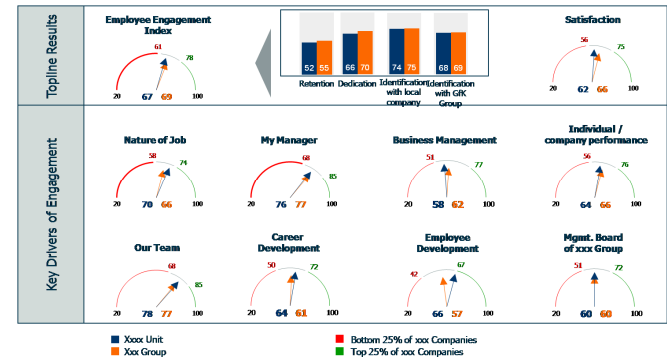 Topline Results
Employee Engagement
Index
61
78
20
67
69
100
52
55
66
70
74
75
68
69
Retention
Dedication
Identification
with local
company
Identification
with GfK
Group
Satisfaction
56
75
20
62
66
100
Key Drivers of Engagement
Nature of Job
58
74
20
70
66
100
My Manager
68
85
20
76
77
100
Business Management
51
77
20
58
62
100
Individual /
company performance
56
76
20
64
66
100
Our Team
68
85
20
78
77
100
Career
Development
50
72
20
64
61
100
Employee
Development
42
67
20
66
57
100
Mgmt. Board
of xxx Group
51
72
20
60
60
100
Xxxx Unit
Xxx Group
Bottom 25% of xxx Companies
Top 25% of xxx Companies